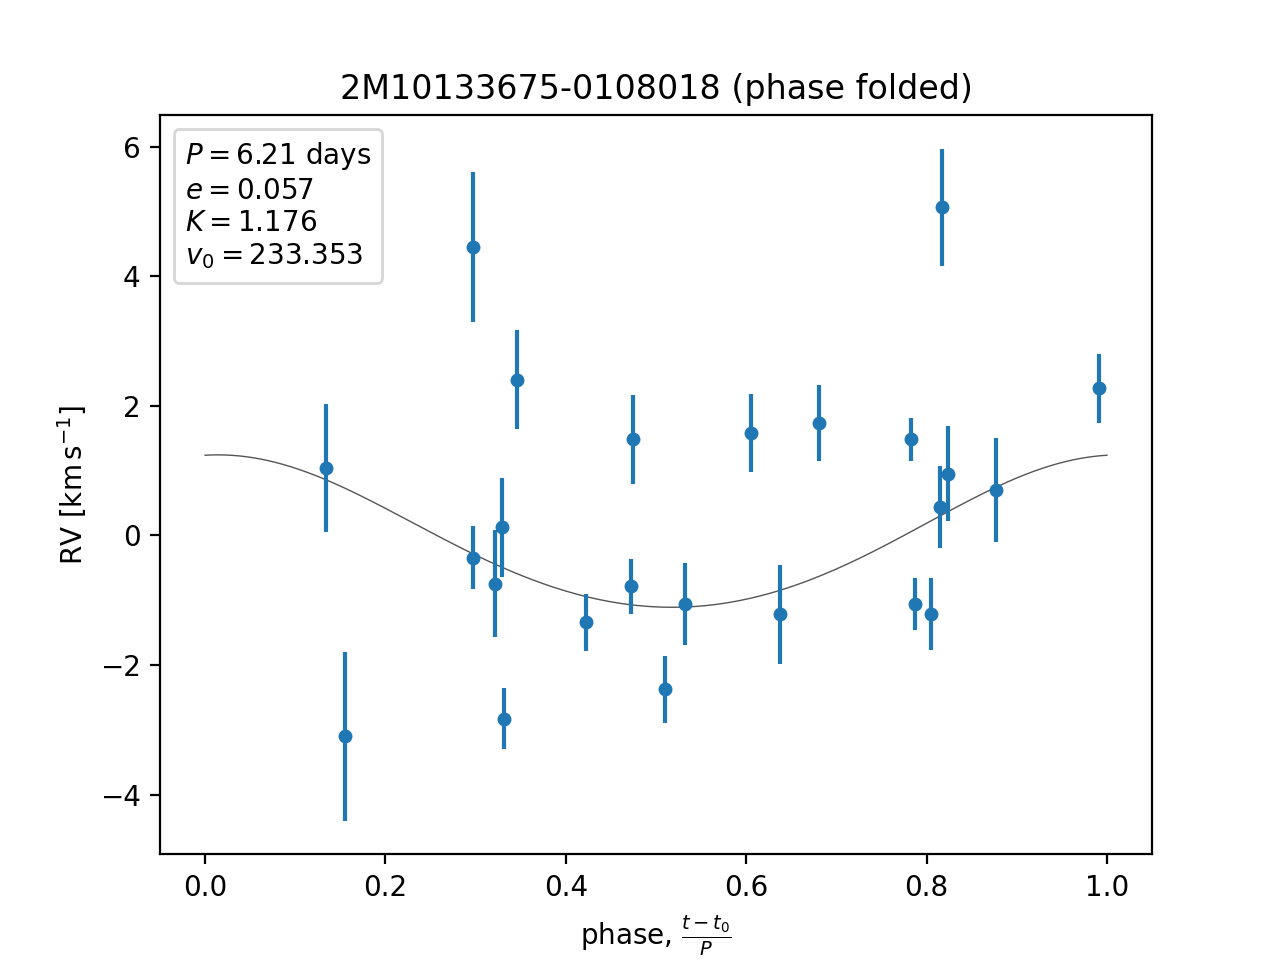 2M10133675-0108018 (phase folded)
P = 6.21 days
e = 0.057
K = 1.176
v₀ = 233.353
6
4
2
0
−2
−4
RV [km s⁻¹]
0.0 0.2 0.4 0.6 0.8 1.0
phase, (t − t₀)/P